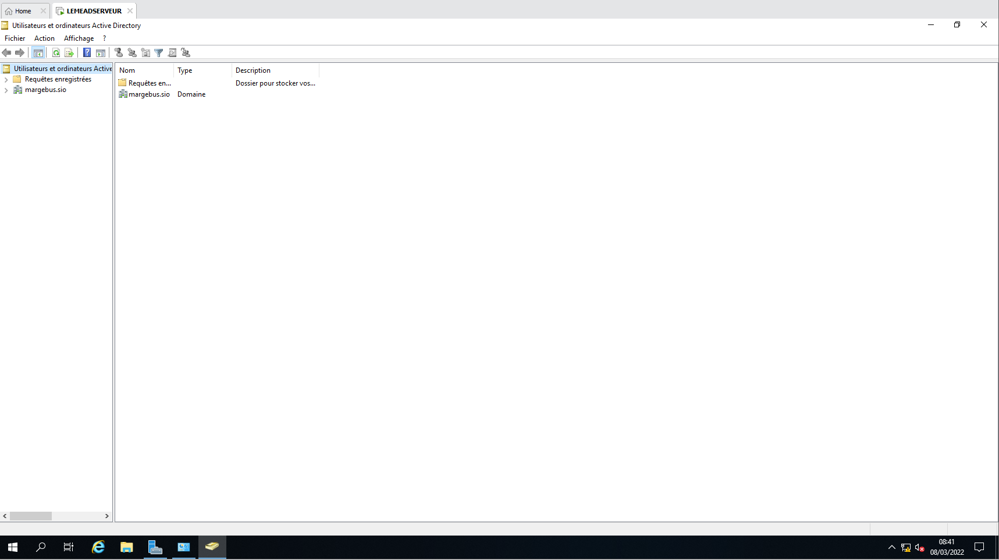 Home
LEMEADSERVEUR
Utilisateurs et ordinateurs Active Directory
Fichier Action Affichage ?
Utilisateurs et ordinateurs Active
Requêtes enregistrées
margebus.sio
Nom Type Description
Requêtes en... Dossier pour stocker vos...
margebus.sio Domaine
08:41
08/03/2022